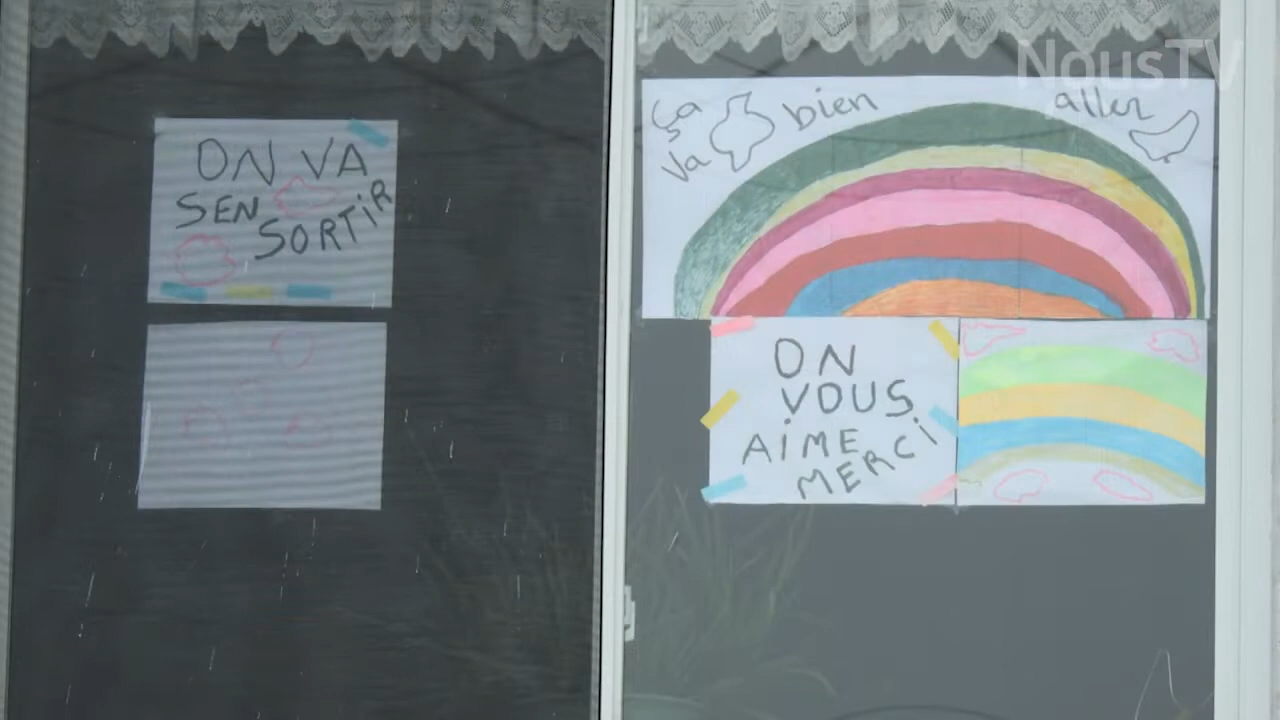 NousTV
ON VA
SEN
SORTIR
ça va bien aller
ON
VOUS
AIME
MERCI